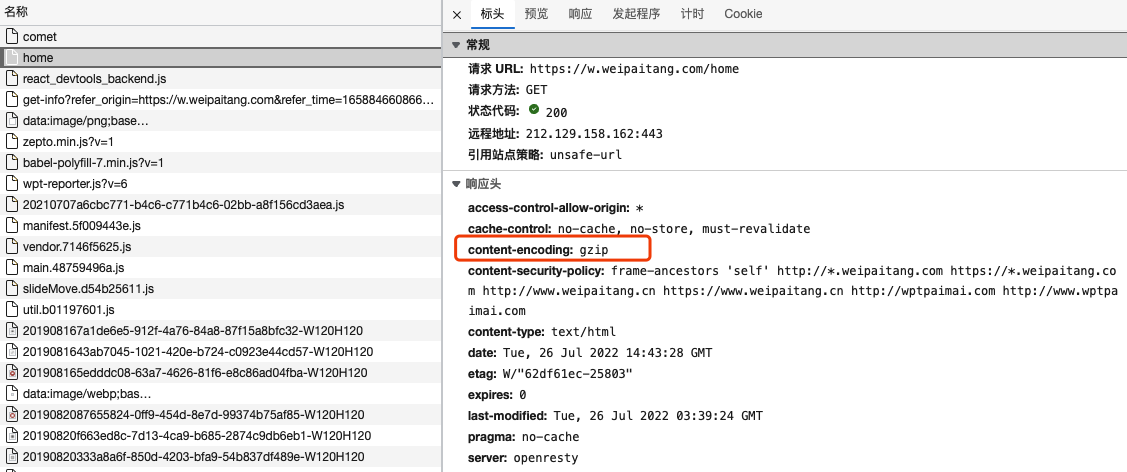 名称
comet
home
react_devtools_backend.js
get-info?refer_origin=https://w.weipaitang.com&refer_time=165884660866…
data:image/png;base…
zepto.min.js?v=1
babel-polyfill-7.min.js?v=1
wpt-reporter.js?v=6
20210707a6cbc771-b4c6-c771b4c6-02bb-a8f156cd3aea.js
manifest.5f009443e.js
vendor.7146f5625.js
main.48759496a.js
slideMove.d54b25611.js
util.b01197601.js
201908167a1de6e5-912f-4a76-84a8-87f15a8bfc32-W120H120
2019081643ab7045-1021-420e-b724-c0923e44cd57-W120H120
201908165edddc08-63a7-4626-81f6-e8c86ad04fba-W120H120
data:image/webp;bas…
2019082087655824-0ff9-454d-8e7d-99374b75af85-W120H120
20190820f663ed8c-7d13-4ca9-b685-2874c9db6eb1-W120H120
20190820333a8a6f-850d-4203-bfa9-54b837df489e-W120H120
× 标头 预览 响应 发起程序 计时 Cookie
常规
请求 URL: https://w.weipaitang.com/home
请求方法: GET
状态代码: 200
远程地址: 212.129.158.162:443
引用站点策略: unsafe-url
响应头
access-control-allow-origin: *
cache-control: no-cache, no-store, must-revalidate
content-encoding: gzip
content-security-policy: frame-ancestors 'self' http://*.weipaitang.com https://*.weipaitang.co
m http://www.weipaitang.cn https://www.weipaitang.cn http://wptpaimai.com http://www.wptpa
imai.com
content-type: text/html
date: Tue, 26 Jul 2022 14:43:28 GMT
etag: W/"62df61ec-25803"
expires: 0
last-modified: Tue, 26 Jul 2022 03:39:24 GMT
pragma: no-cache
server: openresty